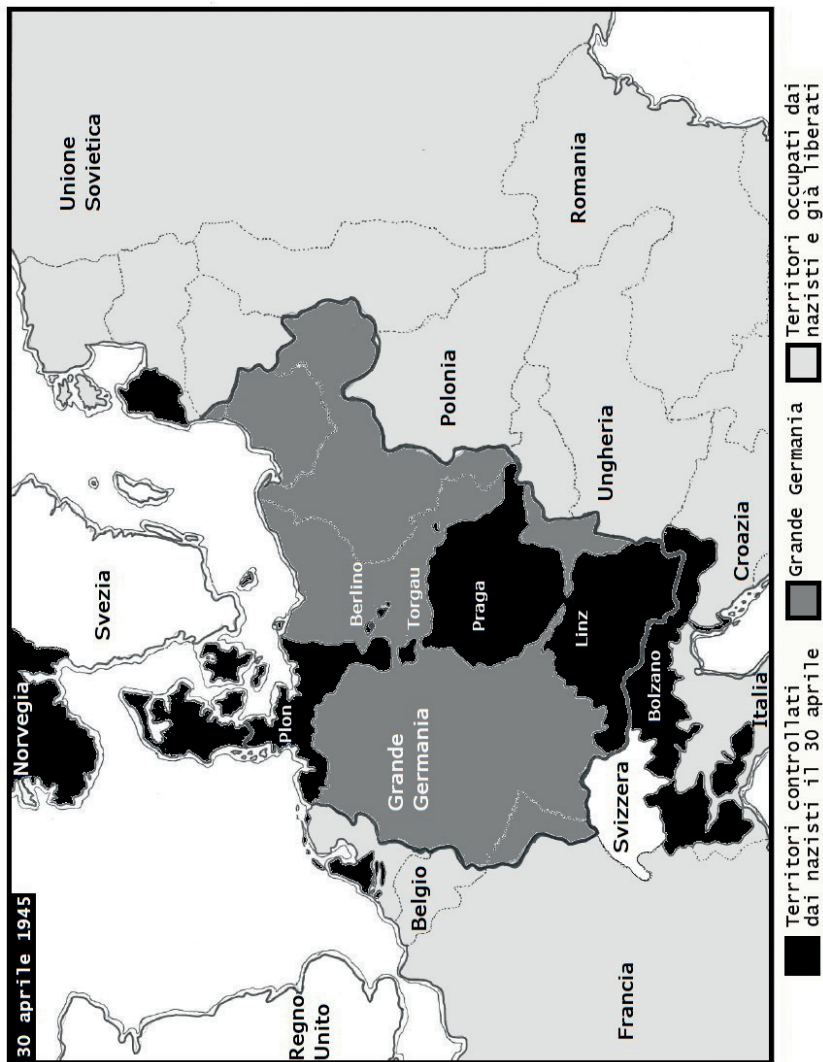 30 aprile 1945
Norvegia
Svezia
Unione
Sovietica
Regno
Unito
Plon
Berlino
Torgau
Grande
Germania
Belgio
Polonia
Praga
Linz
Ungheria
Romania
Francia
Svizzera
Bolzano
Italia
Croazia
Territori controllati
dai nazisti il 30 aprile
Grande Germania
Territori occupati dai
nazisti e già liberati